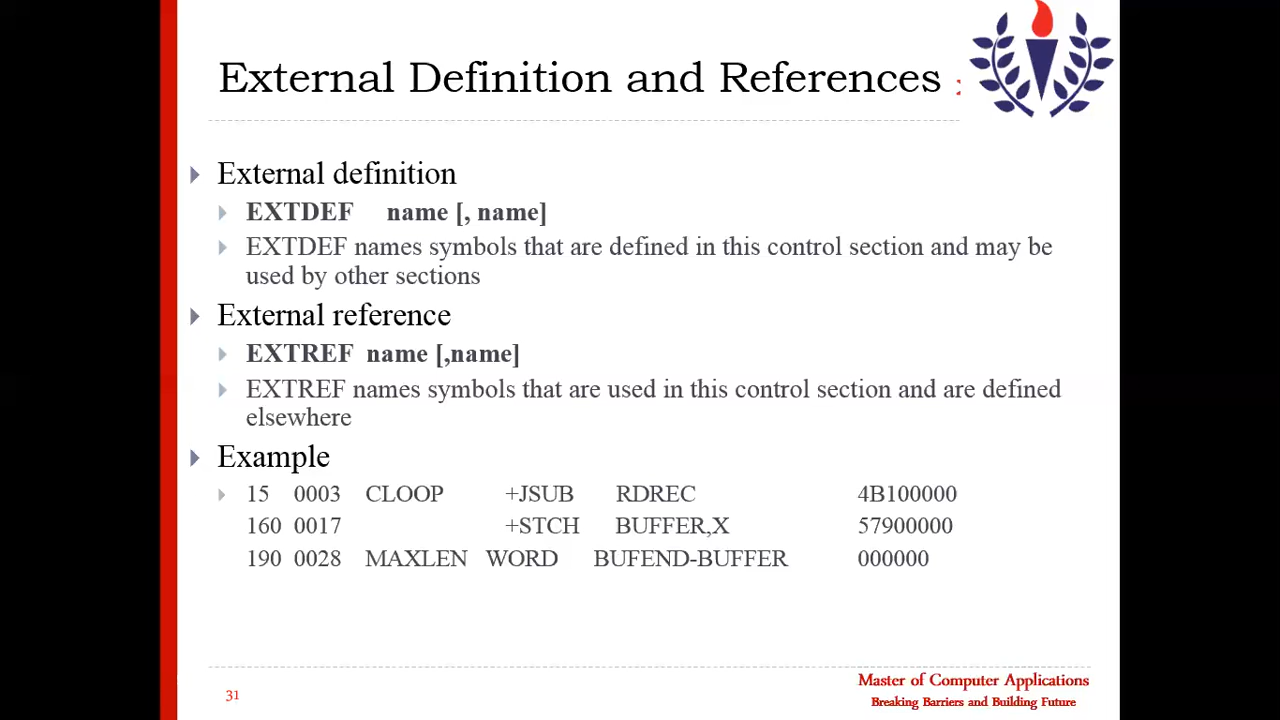 External Definition and References :
External definition
EXTDEF name [, name]
EXTDEF names symbols that are defined in this control section and may be
used by other sections
External reference
EXTREF name [,name]
EXTREF names symbols that are used in this control section and are defined
elsewhere
Example
15 0003 CLOOP +JSUB RDREC 4B100000
160 0017 +STCH BUFFER,X 57900000
190 0028 MAXLEN WORD BUFEND-BUFFER 000000
31
Master of Computer Applications
Breaking Barriers and Building Future